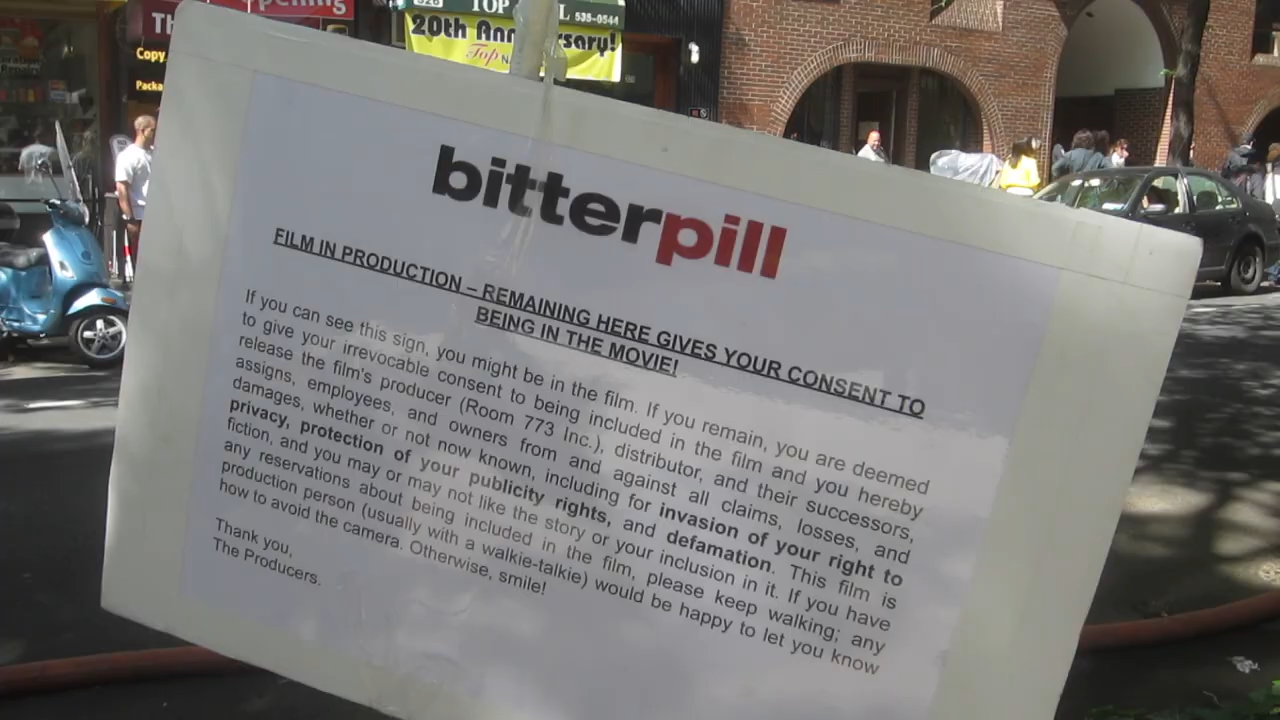 Th
pening
Copy
Packa
TOP
L 535-0544
20th Ann
sary!
Top N
bitterpill
FILM IN PRODUCTION – REMAINING HERE GIVES YOUR CONSENT TO
BEING IN THE MOVIE!
If you can see this sign, you might be in the film. If you remain, you are deemed
to give your irrevocable consent to being included in the film and you hereby
release the film's producer (Room 773 Inc.), distributor, and their successors,
assigns, employees, and owners from and against all claims, losses, and
damages, whether or not now known, including for invasion of your right to
privacy, protection of your publicity rights, and defamation. This film is
fiction, and you may or may not like the story or your inclusion in it. If you have
any reservations about being included in the film, please keep walking; any
production person (usually with a walkie-talkie) would be happy to let you know
how to avoid the camera. Otherwise, smile!
Thank you,
The Producers.